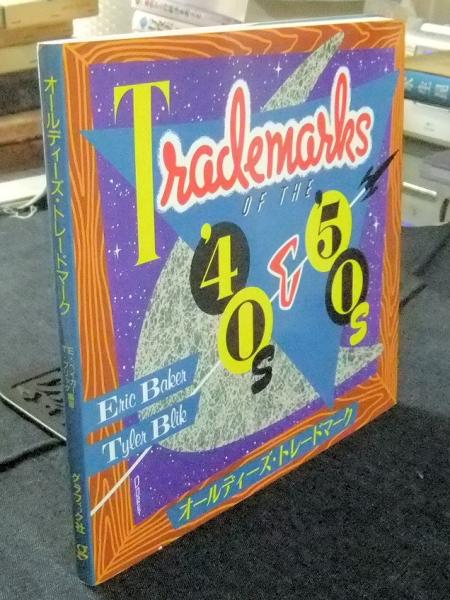 Trademarks
OF THE
'40s & '50s
Eric Baker
Tyler Blik
オールディーズ・トレードマーク
オールディーズ・トレードマーク
グラフィック社
g